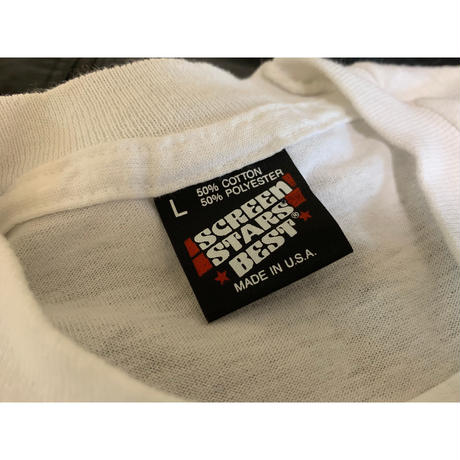 L
50% COTTON
50% POLYESTER
SCREEN
STARS
BEST®
MADE IN U.S.A.